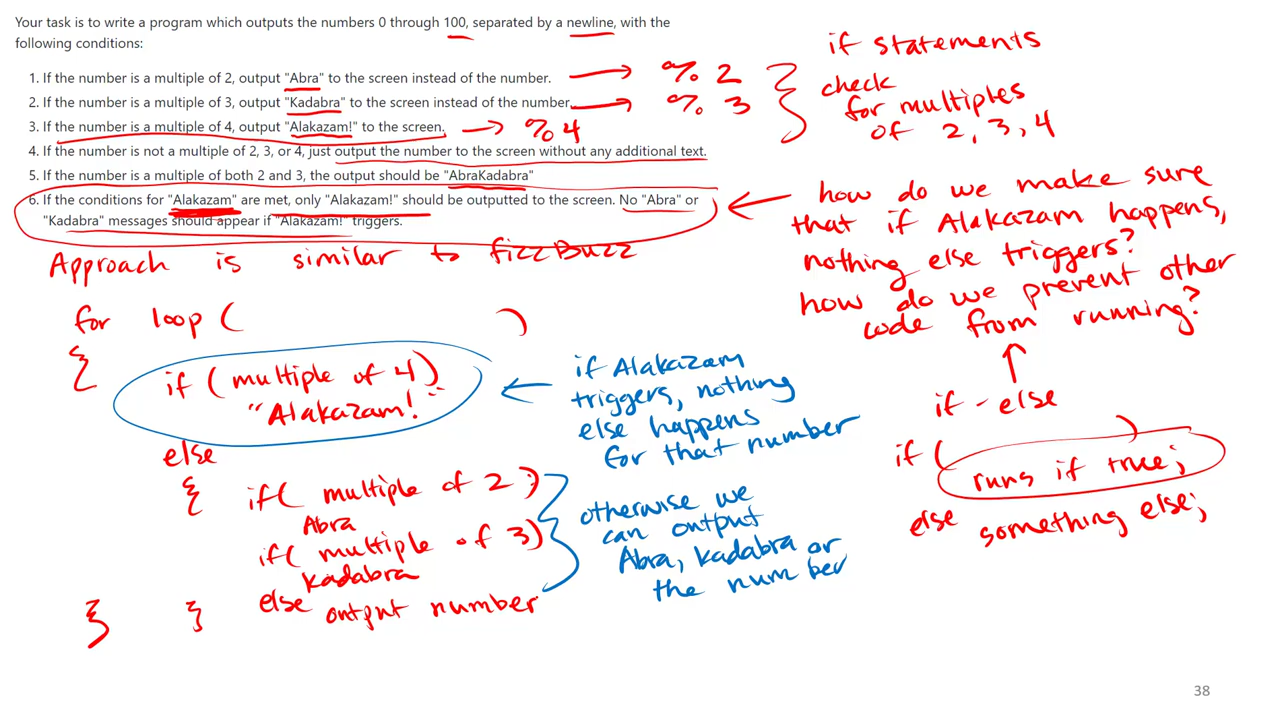 Your task is to write a program which outputs the numbers 0 through 100, separated by a newline, with the
following conditions:
1. If the number is a multiple of 2, output "Abra" to the screen instead of the number.
2. If the number is a multiple of 3, output "Kadabra" to the screen instead of the number.
3. If the number is a multiple of 4, output "Alakazam!" to the screen.
4. If the number is not a multiple of 2, 3, or 4, just output the number to the screen without any additional text.
5. If the number is a multiple of both 2 and 3, the output should be "AbraKadabra"
6. If the conditions for "Alakazam" are met, only "Alakazam!" should be outputted to the screen. No "Abra" or
"Kadabra" messages should appear if "Alakazam!" triggers.
% 2
% 3
% 4
if statements
check
for multiples
of 2, 3, 4
how do we make sure
that if Alakazam happens,
nothing else triggers?
how do we prevent other
code from running?
if - else
if ( )
runs if true;
else something else;
Approach is similar to fizzBuzz
for loop ( )
{
if ( multiple of 4)
"Alakazam!"
else
{ if( multiple of 2)
Abra
if( multiple of 3)
Kadabra
else output number
} }
if Alakazam
triggers, nothing
else happens
for that number
otherwise we
can output
Abra, kadabra or
the number
38